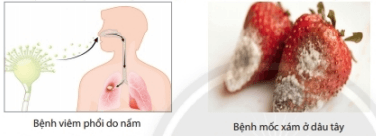 Bệnh viêm phổi do nấm
Bệnh mốc xám ở dâu tây